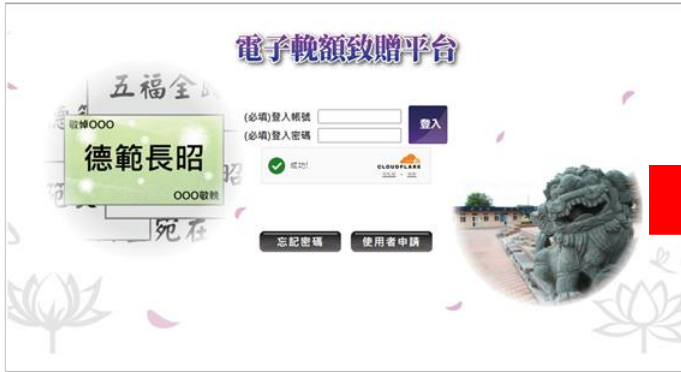 電子輓額致贈平台
五福全
敬悼OOO
德範長昭
OOO敬輓
宛在
(必填)登入帳號
(必填)登入密碼
登入
成功!
CLOUDFLARE
忘記密碼
使用者申請